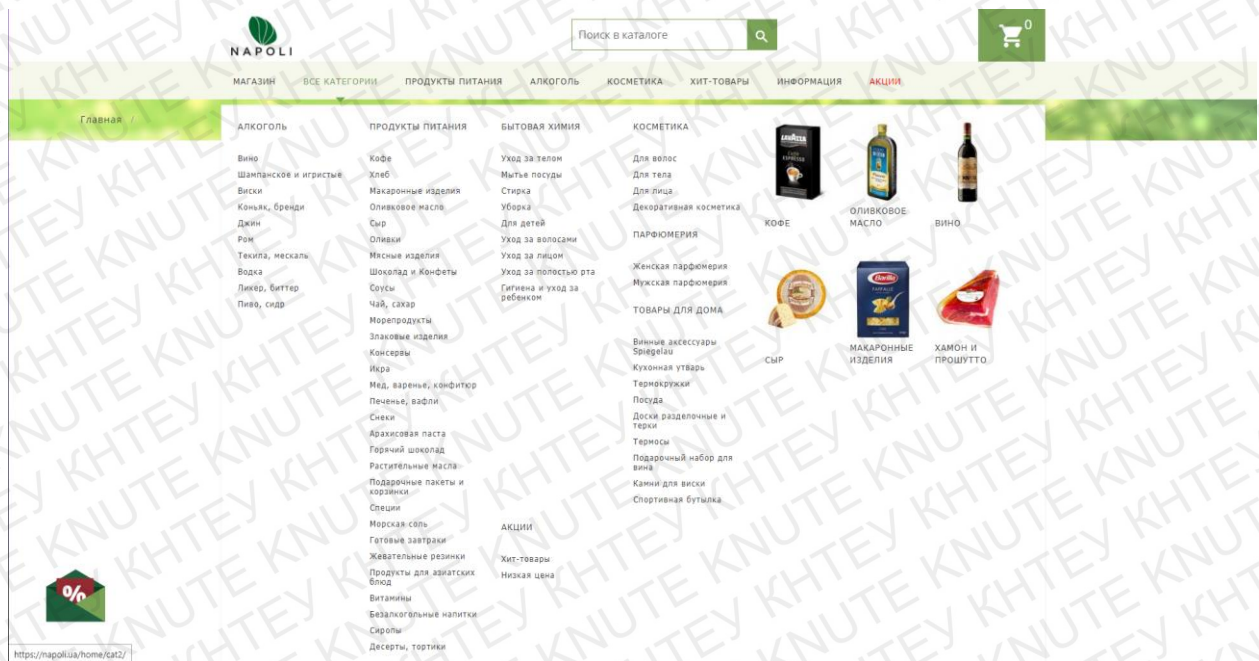 NAPOLI
Поиск в каталоге
0
МАГАЗИН ВСЕ КАТЕГОРИИ ПРОДУКТЫ ПИТАНИЯ АЛКОГОЛЬ КОСМЕТИКА ХИТ-ТОВАРЫ ИНФОРМАЦИЯ АКЦИИ
Главная /
АЛКОГОЛЬ
Вино
Шампанское и игристые
Виски
Коньяк, бренди
Джин
Ром
Текила, мескаль
Водка
Ликер, биттер
Пиво, сидр
ПРОДУКТЫ ПИТАНИЯ
Кофе
Хлеб
Макаронные изделия
Оливковое масло
Сыр
Оливки
Мясные изделия
Шоколад и Конфеты
Соусы
Чай, сахар
Морепродукты
Злаковые изделия
Консервы
Икра
Мед, варенье, конфитюр
Печенье, вафли
Снеки
Арахисовая паста
Горячий шоколад
Растительные масла
Подарочные пакеты и
корзинки
Специи
Морская соль
Готовые завтраки
Жевательные резинки
Продукты для азиатских
блюд
Витамины
Безалкогольные напитки
Сиропы
Десерты, тортики
БЫТОВАЯ ХИМИЯ
Уход за телом
Мытье посуды
Стирка
Уборка
Для детей
Уход за волосами
Уход за лицом
Уход за полостью рта
Гигиена и уход за
ребенком
АКЦИИ
Хит-товары
Низкая цена
КОСМЕТИКА
Для волос
Для тела
Для лица
Декоративная косметика
ПАРФЮМЕРИЯ
Женская парфюмерия
Мужская парфюмерия
ТОВАРЫ ДЛЯ ДОМА
Винные аксессуары
Spiegelau
Кухонная утварь
Термокружки
Посуда
Доски разделочные и
терки
Термосы
Подарочный набор для
вина
Камни для виски
Спортивная бутылка
LAVAZZA
ESPRESSO
КОФЕ
ОЛИВКОВОЕ
МАСЛО
ВИНО
СЫР
Barilla
FARFALLE
МАКАРОННЫЕ
ИЗДЕЛИЯ
ХАМОН И
ПРОШУТТО
%
https://napoli.ua/home/cat2/
КНТЕУ KNUTE